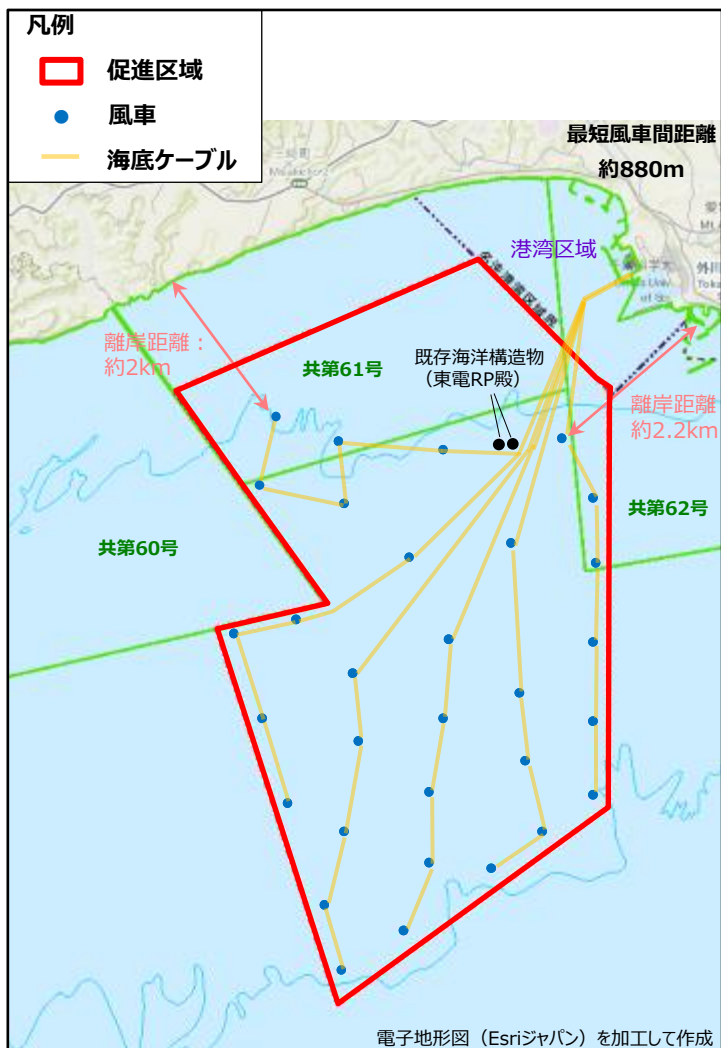 凡例
促進区域
風車
海底ケーブル
最短風車間距離
約880m
港湾区域
離岸距離：
約2km
共第61号
既存海洋構造物
（東電RP殿）
離岸距離
約2.2km
共第60号
共第62号
電子地形図（Esriジャパン）を加工して作成